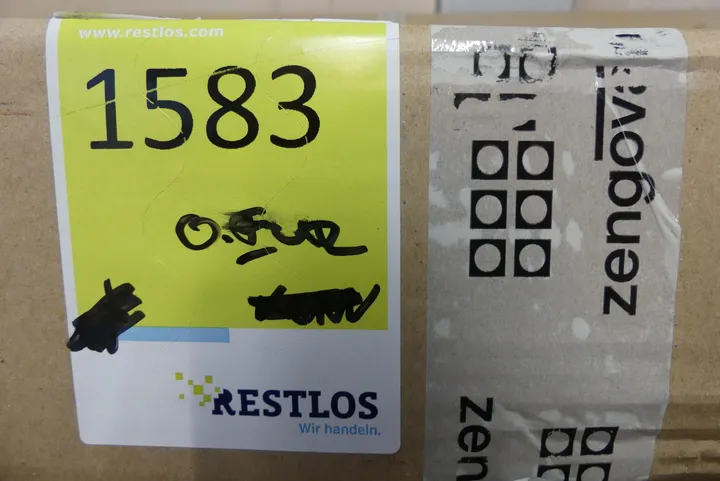 www.restlos.com
1583
RESTLOS
Wir handeln.
zengova
zen